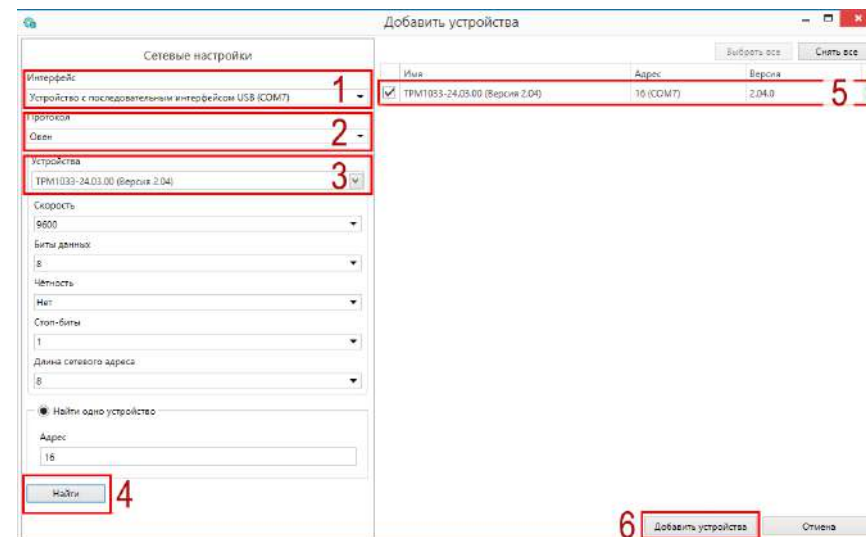 Добавить устройства
Сетевые настройки
Интерфейс
Устройство с последовательным интерфейсом USB (COM7)
1
Протокол
Овен
2
Устройства
ТРМ1033-24.03.00 (Версия 2.04)
3
Скорость
9600
Биты данных
8
Чётность
Нет
Стоп-биты
1
Длина сетевого адреса
8
Найти одно устройство
Адрес
16
Найти
4
Выбрать все Снять все
Имя Адрес Версия
ТРМ1033-24.03.00 (Версия 2.04) 16 (COM7) 2.04.0
5
6
Добавить устройства Отмена